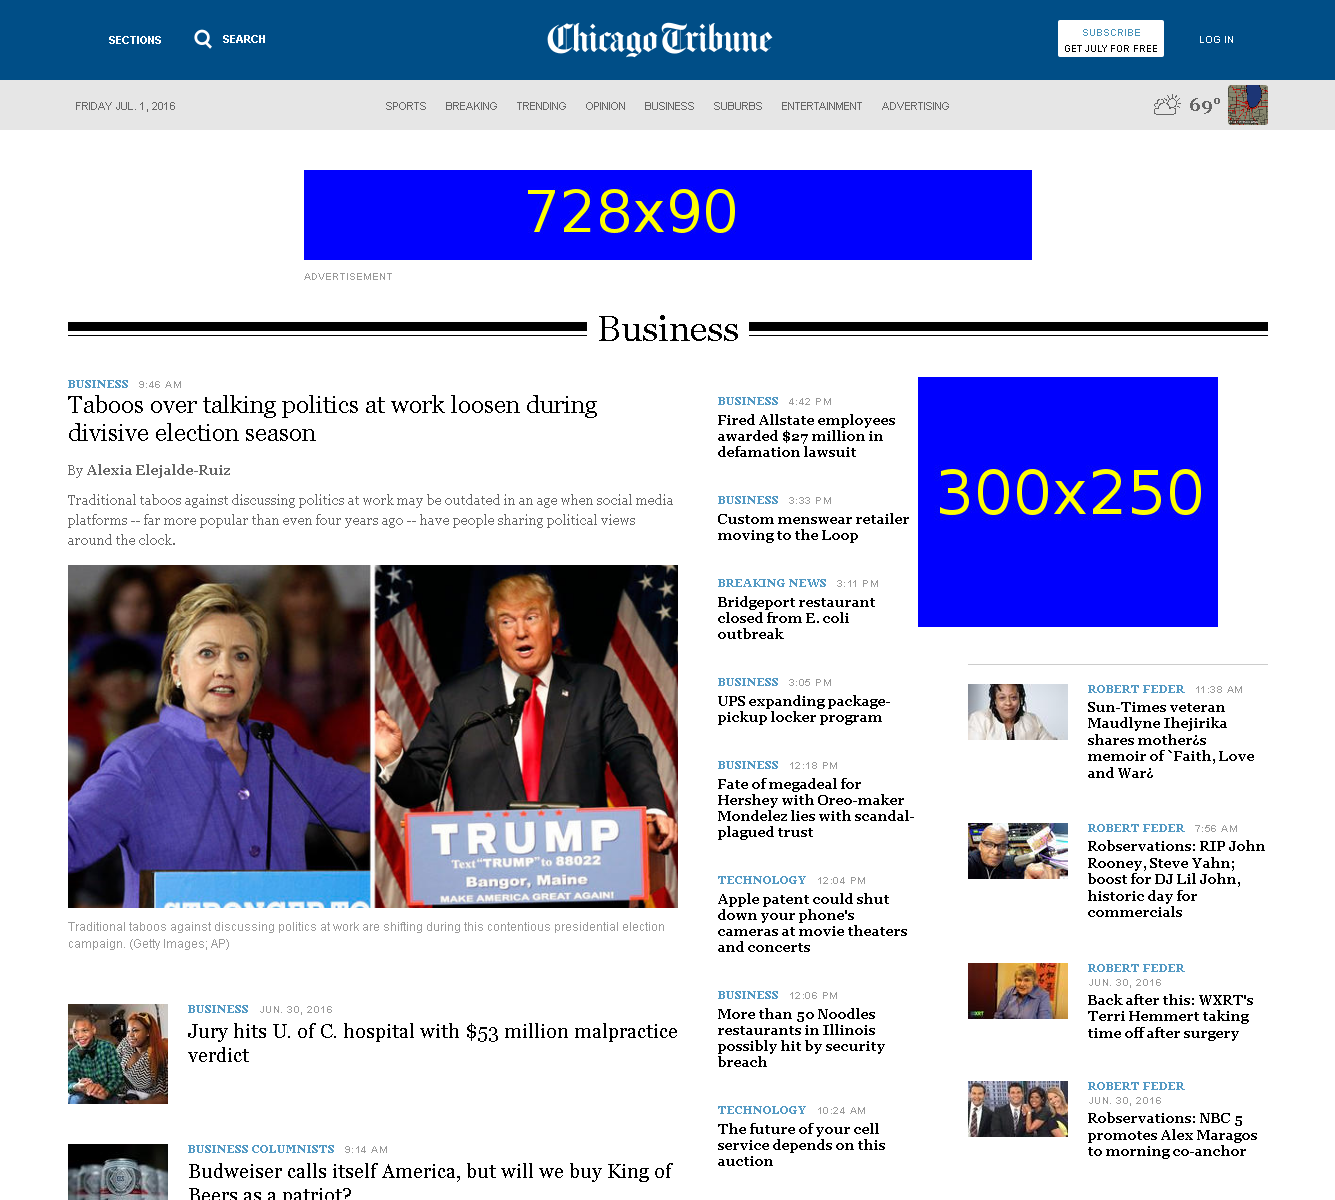 SECTIONS
SEARCH
Chicago Tribune
SUBSCRIBE
GET JULY FOR FREE
LOG IN
FRIDAY JUL. 1, 2016
SPORTS BREAKING TRENDING OPINION BUSINESS SUBURBS ENTERTAINMENT ADVERTISING
69°
728x90
ADVERTISEMENT
Business
BUSINESS 9:46 AM
Taboos over talking politics at work loosen during
divisive election season
By Alexia Elejalde-Ruiz
Traditional taboos against discussing politics at work may be outdated in an age when social media
platforms -- far more popular than even four years ago -- have people sharing political views
around the clock.
STRONGER TO
TRUMP
Text "TRUMP" to 88022
Bangor, Maine
MAKE AMERICA GREAT AGAIN!
Traditional taboos against discussing politics at work are shifting during this contentious presidential election
campaign. (Getty Images; AP)
BUSINESS JUN. 30, 2016
Jury hits U. of C. hospital with $53 million malpractice
verdict
BUSINESS COLUMNISTS 9:14 AM
Budweiser calls itself America, but will we buy King of
Beers as a patriot?
BUSINESS 4:42 PM
Fired Allstate employees
awarded $27 million in
defamation lawsuit
BUSINESS 3:33 PM
Custom menswear retailer
moving to the Loop
BREAKING NEWS 3:11 PM
Bridgeport restaurant
closed from E. coli
outbreak
BUSINESS 3:05 PM
UPS expanding package-
pickup locker program
BUSINESS 12:18 PM
Fate of megadeal for
Hershey with Oreo-maker
Mondelez lies with scandal-
plagued trust
TECHNOLOGY 12:04 PM
Apple patent could shut
down your phone's
cameras at movie theaters
and concerts
BUSINESS 12:06 PM
More than 50 Noodles
restaurants in Illinois
possibly hit by security
breach
TECHNOLOGY 10:24 AM
The future of your cell
service depends on this
auction
300x250
ROBERT FEDER 11:38 AM
Sun-Times veteran
Maudlyne Ihejirika
shares mother¿s
memoir of `Faith, Love
and War¿
ROBERT FEDER 7:56 AM
Robservations: RIP John
Rooney, Steve Yahn;
boost for DJ Lil John,
historic day for
commercials
ROBERT FEDER
JUN. 30, 2016
Back after this: WXRT's
Terri Hemmert taking
time off after surgery
ROBERT FEDER
JUN. 30, 2016
Robservations: NBC 5
promotes Alex Maragos
to morning co-anchor